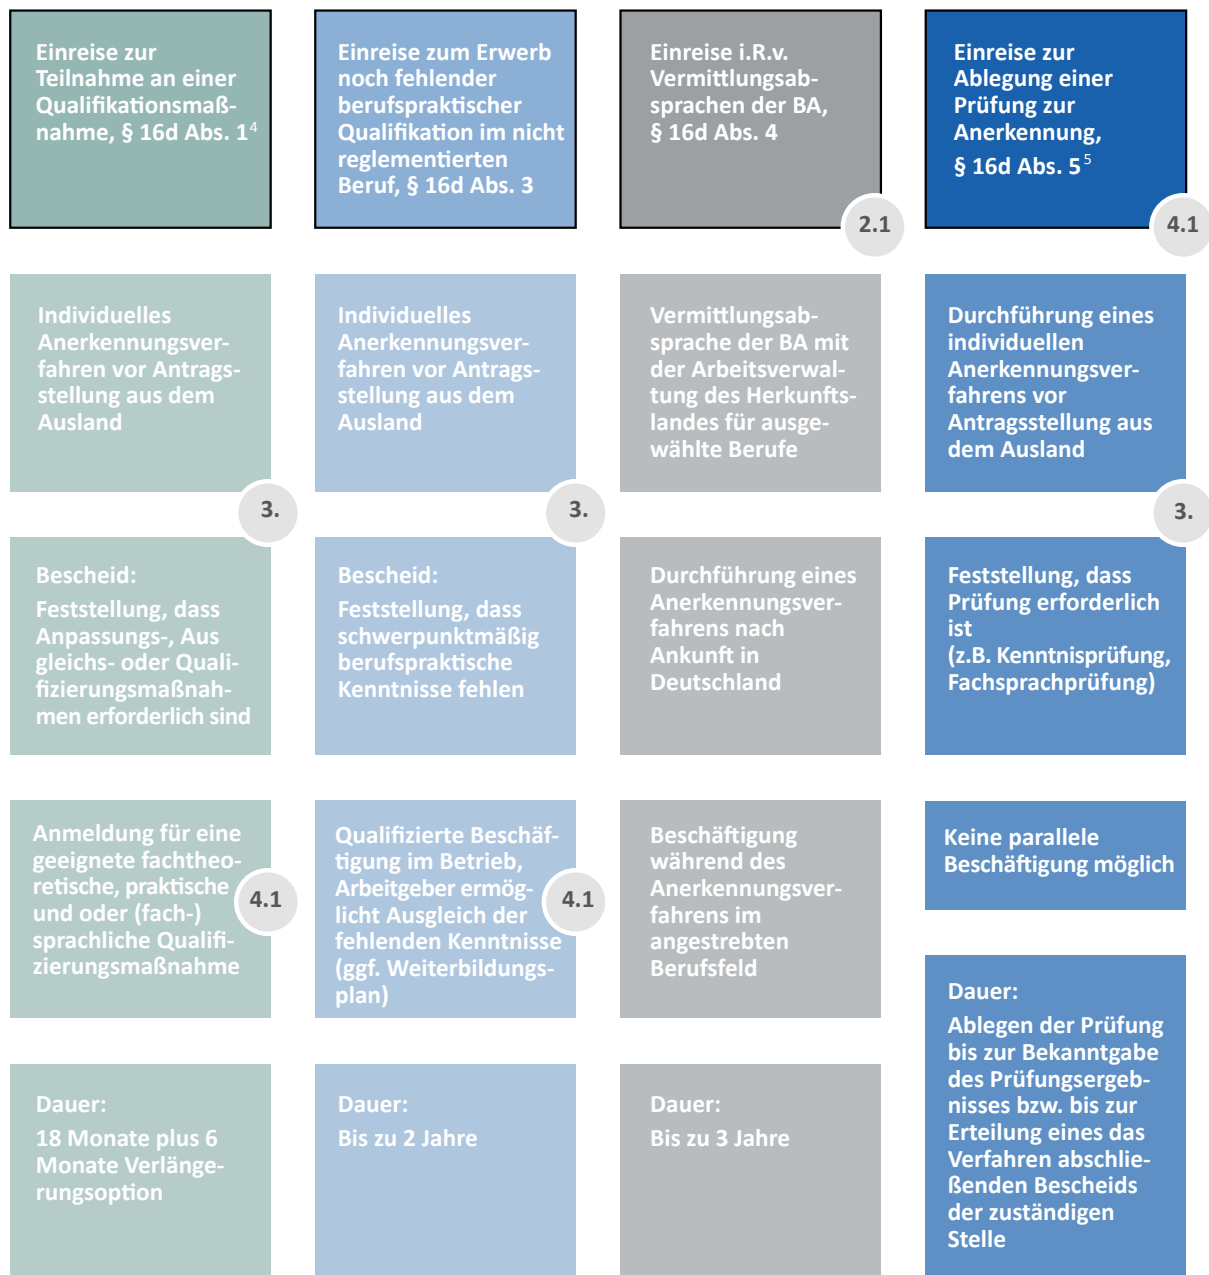 Einreise zur
Teilnahme an einer
Qualifikationsmaß-
nahme, § 16d Abs. 1⁴
Einreise zum Erwerb
noch fehlender
berufspraktischer
Qualifikation im nicht
reglementierten
Beruf, § 16d Abs. 3
Einreise i.R.v.
Vermittlungsab-
sprachen der BA,
§ 16d Abs. 4
2.1
Einreise zur
Ablegung einer
Prüfung zur
Anerkennung,
§ 16d Abs. 5⁵
4.1
Individuelles
Anerkennungsver-
fahren vor Antrags-
stellung aus dem
Ausland
3.
Individuelles
Anerkennungsver-
fahren vor Antrags-
stellung aus dem
Ausland
3.
Vermittlungsab-
sprache der BA mit
der Arbeitsverwal-
tung des Herkunfts-
landes für ausge-
wählte Berufe
Durchführung eines
individuellen
Anerkennungsver-
fahrens vor
Antragsstellung aus
dem Ausland
3.
Bescheid:
Feststellung, dass
Anpassungs-, Aus
gleichs- oder Quali-
fizierungsmaßnah-
men erforderlich sind
Bescheid:
Feststellung, dass
schwerpunktmäßig
berufspraktische
Kenntnisse fehlen
Durchführung eines
Anerkennungsver-
fahrens nach
Ankunft in
Deutschland
Feststellung, dass
Prüfung erforderlich
ist
(z.B. Kenntnisprüfung,
Fachsprachprüfung)
Anmeldung für eine
geeignete fachtheo-
retische, praktische
und oder (fach-)
sprachliche Qualifi-
zierungsmaßnahme
4.1
Qualifizierte Beschäf-
tigung im Betrieb,
Arbeitgeber ermög-
licht Ausgleich der
fehlenden Kenntnisse
(ggf. Weiterbildungs-
plan)
4.1
Beschäftigung
während des
Anerkennungsver-
fahrens im
angestrebten
Berufsfeld
Keine parallele
Beschäftigung möglich
Dauer:
18 Monate plus 6
Monate Verlänge-
rungsoption
Dauer:
Bis zu 2 Jahre
Dauer:
Bis zu 3 Jahre
Dauer:
Ablegen der Prüfung
bis zur Bekanntgabe
des Prüfungsergeb-
nisses bzw. bis zur
Erteilung eines das
Verfahren abschlie-
ßenden Bescheids
der zuständigen
Stelle